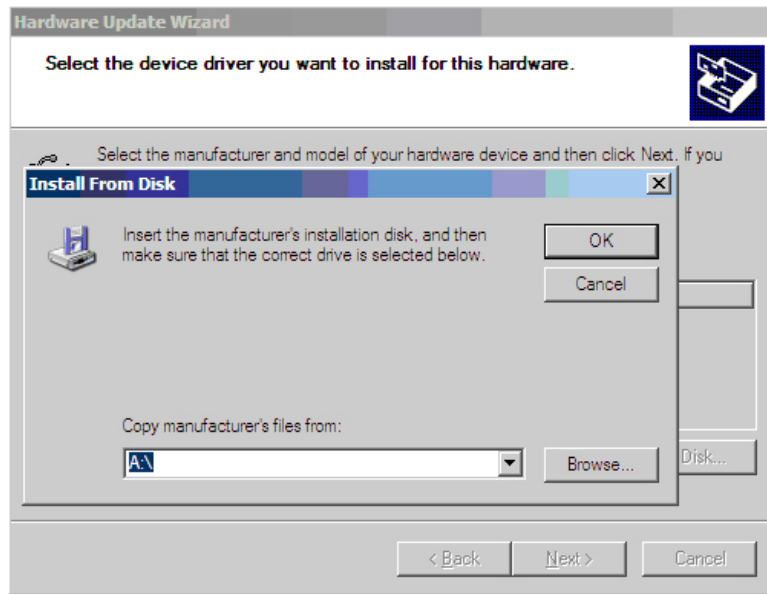 Hardware Update Wizard
Select the device driver you want to install for this hardware.
Select the manufacturer and model of your hardware device and then click Next. If you
Install From Disk
Insert the manufacturer's installation disk, and then
make sure that the correct drive is selected below.
OK
Cancel
Copy manufacturer's files from:
A:\
Browse...
Disk...
< Back
Next >
Cancel